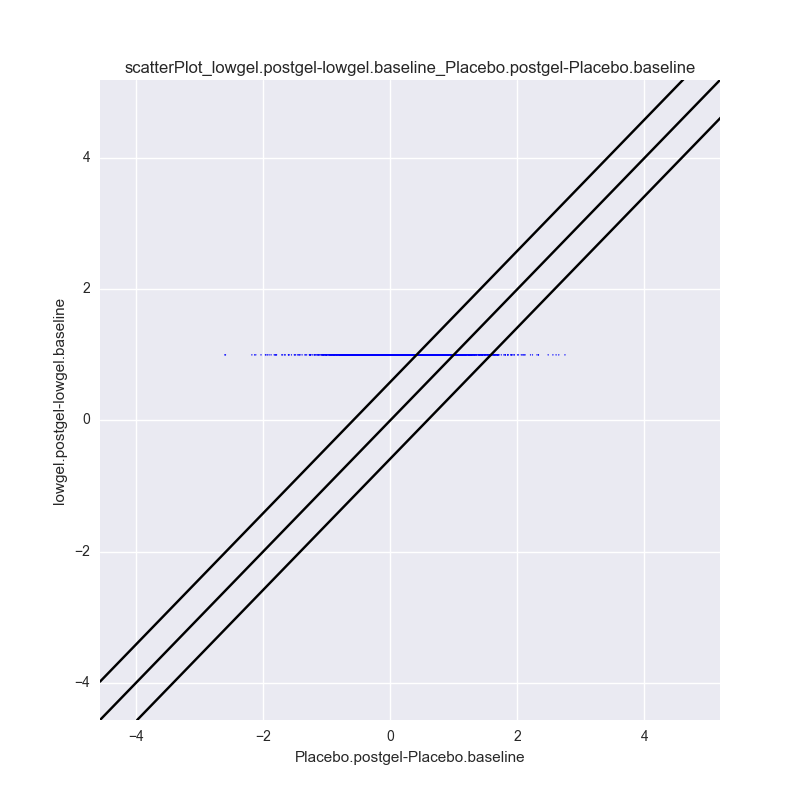 scatterPlot_lowgel.postgel-lowgel.baseline_Placebo.postgel-Placebo.baseline
4
2
0
−2
−4
lowgel.postgel-lowgel.baseline
−4 −2 0 2 4
Placebo.postgel-Placebo.baseline